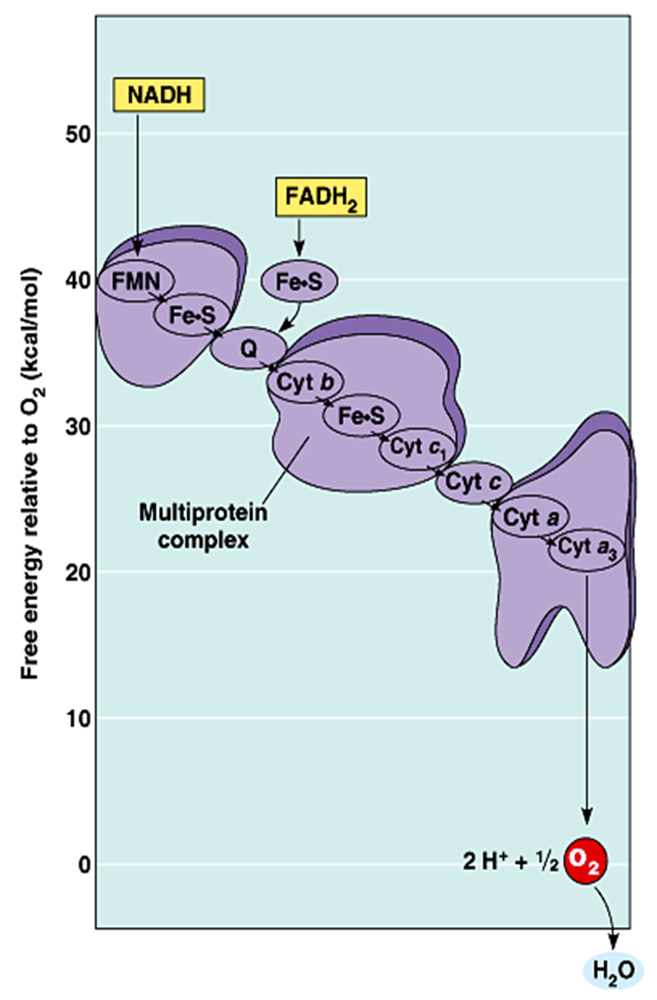 NADH
50
FADH₂
40
FMN
Fe•S
Fe•S
Q
Cyt b
30
Fe•S
Cyt c₁
Cyt c
Multiprotein
complex
Cyt a
Cyt a₃
20
10
0
2 H⁺ + ½ O₂
H₂O
Free energy relative to O₂ (kcal/mol)